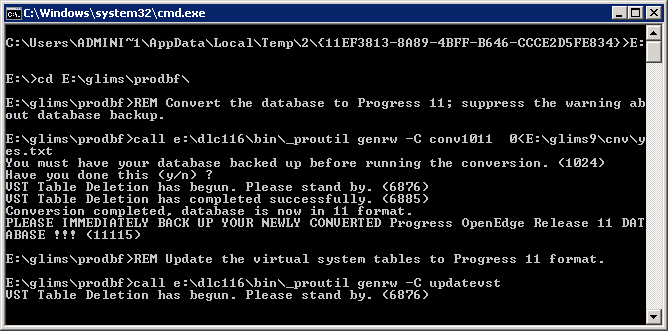 C:\Windows\system32\cmd.exe
C:\Users\ADMINI~1\AppData\Local\Temp\2\{11EF3813-8A89-4BFF-B646-CCCE2D5FE834}>E:
E:\>cd E:\glims\prodbf\
E:\glims\prodbf>REM Convert the database to Progress 11; suppress the warning ab
out database backup.
E:\glims\prodbf>call e:\dlc116\bin\_proutil genrw -C conv1011  0<E:\glims9\cnv\y
es.txt
You must have your database backed up before running the conversion. (1024)
Have you done this (y/n) ?
VST Table Deletion has begun. Please stand by. (6876)
VST Table Deletion has completed successfully. (6885)
Conversion completed, database is now in 11 format.
PLEASE IMMEDIATELY BACK UP YOUR NEWLY CONVERTED Progress OpenEdge Release 11 DAT
ABASE !!! (11115)
E:\glims\prodbf>REM Update the virtual system tables to Progress 11 format.
E:\glims\prodbf>call e:\dlc116\bin\_proutil genrw -C updatevst
VST Table Deletion has begun. Please stand by. (6876)